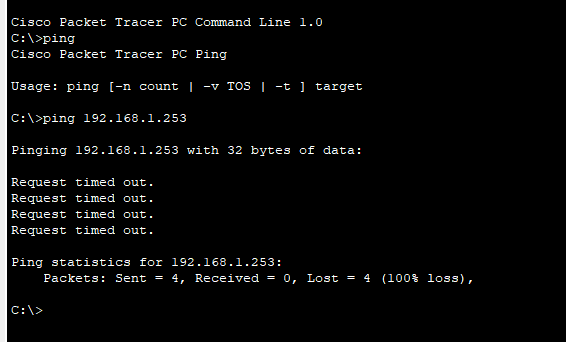 Cisco Packet Tracer PC Command Line 1.0
C:\>ping
Cisco Packet Tracer PC Ping
Usage: ping [-n count | -v TOS | -t ] target
C:\>ping 192.168.1.253
Pinging 192.168.1.253 with 32 bytes of data:
Request timed out.
Request timed out.
Request timed out.
Request timed out.
Ping statistics for 192.168.1.253:
Packets: Sent = 4, Received = 0, Lost = 4 (100% loss),
C:\>